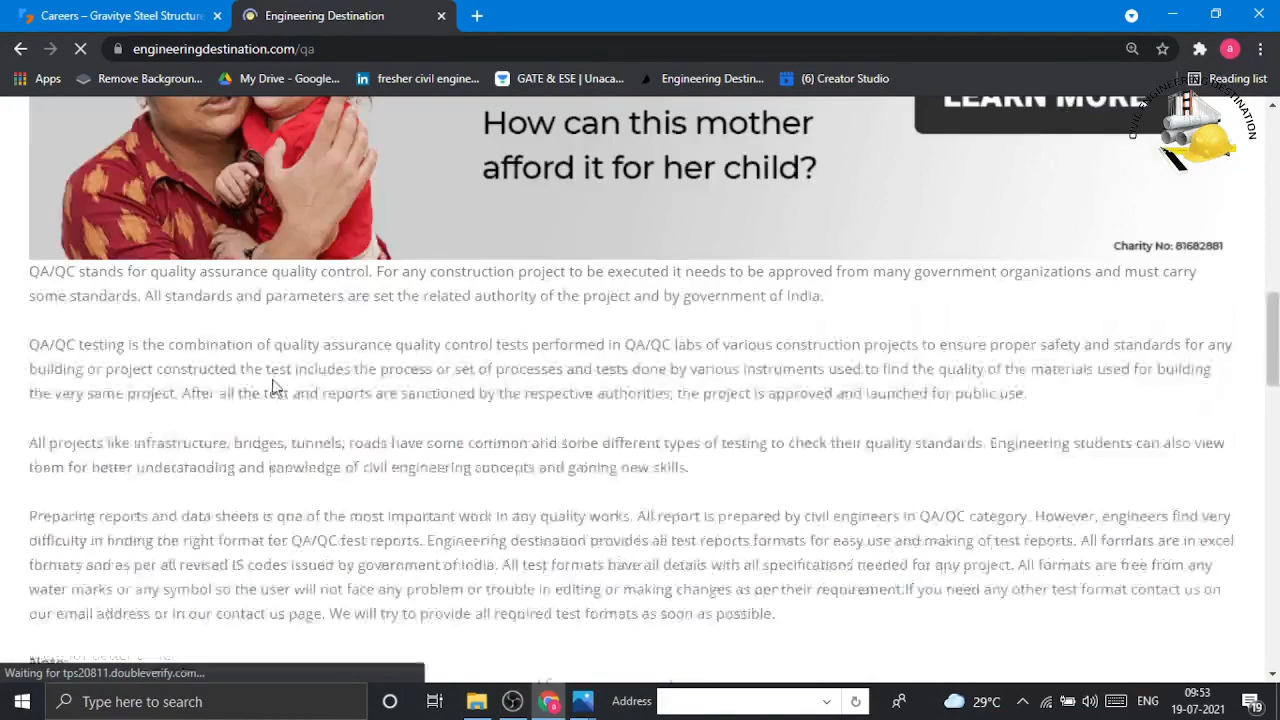 Careers – Gravitye Steel Structure
Engineering Destination
engineeringdestination.com/qa
a
Apps
Remove Backgroun...
My Drive - Google...
fresher civil engine...
GATE & ESE | Unaca...
Engineering Destin...
(6) Creator Studio
Reading list
LEARN MORE
CIVIL ENGINEERING DESTINATION
How can this mother
afford it for her child?
Charity No: 81682881
QA/QC stands for quality assurance quality control. For any construction project to be executed it needs to be approved from many government organizations and must carry
some standards. All standards and parameters are set the related authority of the project and by government of India.
QA/QC testing is the combination of quality assurance quality control tests performed in QA/QC labs of various construction projects to ensure proper safety and standards for any
building or project constructed the test includes the process or set of processes and tests done by various instruments used to find the quality of the materials used for building
the very same project. After all the test and reports are sanctioned by the respective authorities, the project is approved and launched for public use.
All projects like infrastructure, bridges, tunnels, roads have some common and some different types of testing to check their quality standards. Engineering students can also view
them for better understanding and knowledge of civil engineering concepts and gaining new skills.
Preparing reports and data sheets is one of the most important work in any quality works. All report is prepared by civil engineers in QA/QC category. However, engineers find very
difficulty in finding the right format for QA/QC test reports. Engineering destination provides all test reports formats for easy use and making of test reports. All formats are in excel
formats and as per all revised IS codes issued by government of India. All test formats have all details with all specifications needed for any project. All formats are free from any
water marks or any symbol so the user will not face any problem or trouble in editing or making changes as per their requirement.If you need any other test format contact us on
our email address or in our contact us page. We will try to provide all required test formats as soon as possible.
Note
Waiting for tps20811.doubleverify.com...
Type here to search
Address
29°C
ENG
09:53
19-07-2021
19